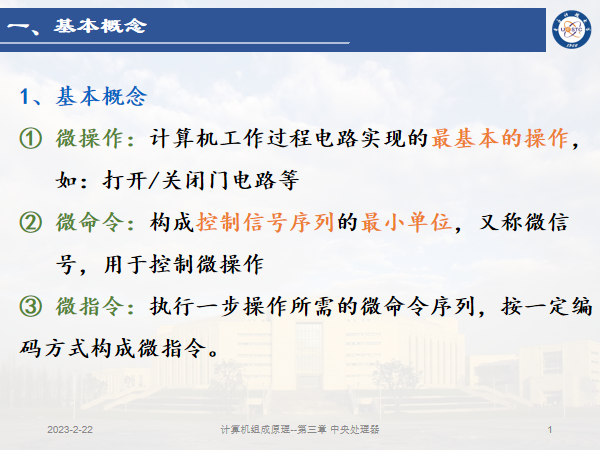 一、基本概念
1、基本概念
① 微操作：计算机工作过程电路实现的最基本的操作，
如：打开/关闭门电路等
② 微命令：构成控制信号序列的最小单位，又称微信
号，用于控制微操作
③ 微指令：执行一步操作所需的微命令序列，按一定编
码方式构成微指令。
2023-2-22
计算机组成原理--第三章 中央处理器
1